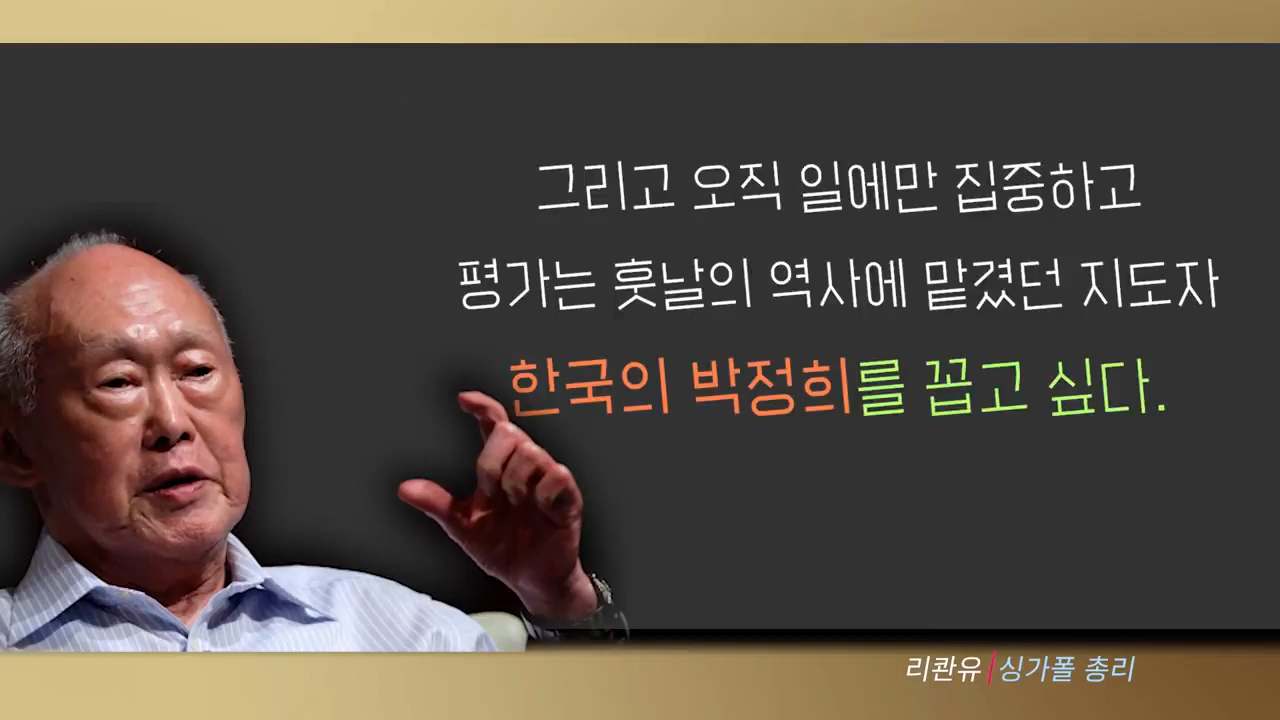 그리고 오직 일에만 집중하고
평가는 훗날의 역사에 맡겼던 지도자
한국의 박정희를 꼽고 싶다.
리콴유|싱가폴 총리